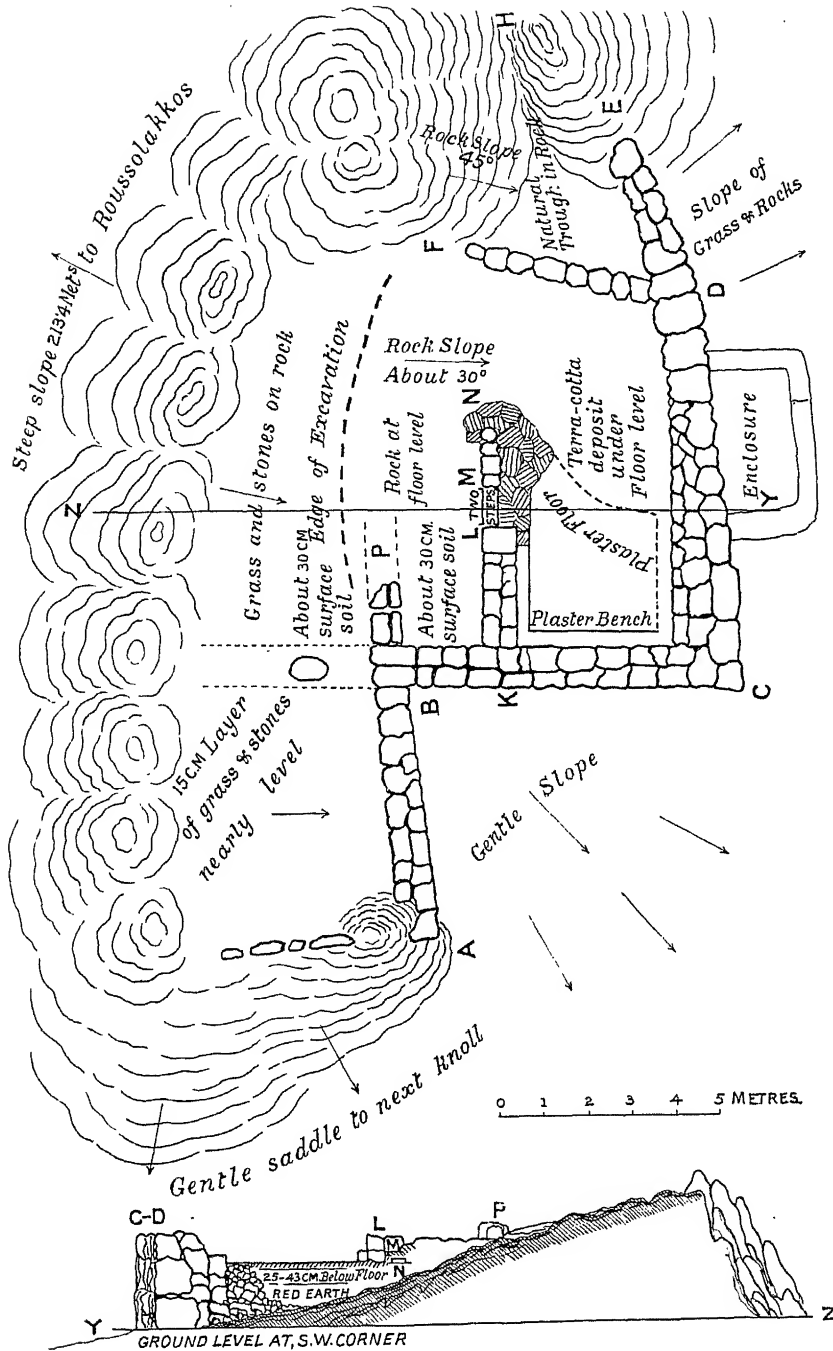 Steep slope 213·4 Mets to Roussolakkos
H
Rock Slope
45°
Natural
Trough in Rock
E
Slope of
Grass & Rocks
F
D
Z
Grass and stones on rock
Edge of Excavation
Rock Slope
About 30°
Rock at
floor level
N
M
L
TWO
STEPS
Terra-cotta
deposit
under
Floor level
Enclosure
Y
Plaster Floor
Plaster Bench
P
About 30 CM
surface
soil
About 30 CM.
surface soil
B
K
C
15 C.M Layer
of grass & stones
nearly level
Gentle Slope
A
Gentle saddle to next knoll
0 1 2 3 4 5 METRES.
C-D
L
M
N
P
25-43 CM. Below Floor
RED EARTH
Y
Z
GROUND LEVEL AT, S.W. CORNER